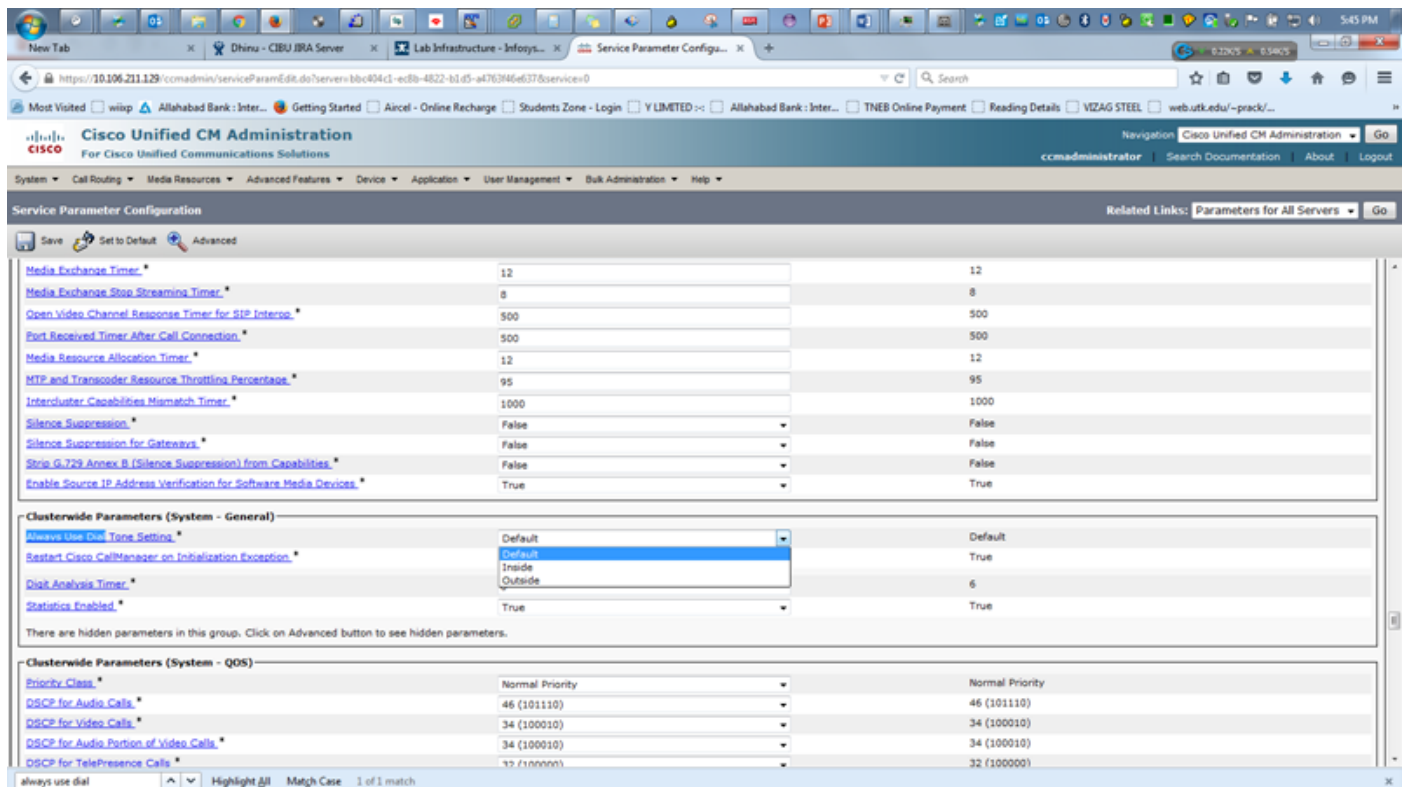 5:45 PM
New Tab
Dhinu - CIBU JIRA Server
Lab Infrastructure - Infosys...
Service Parameter Configu...
https://10.106.211.129/ccmadmin/serviceParamEdit.do?server=bbc404c1-ec8b-4822-b1d5-a4763f46e637&service=0
Search
Most Visited wiixp Allahabad Bank : Inter... Getting Started Aircel - Online Recharge Students Zone - Login Y LIMITED :-: Allahabad Bank : Inter... TNEB Online Payment Reading Details VIZAG STEEL web.utk.edu/~prack/...
CISCO
Cisco Unified CM Administration
For Cisco Unified Communications Solutions
Navigation Cisco Unified CM Administration Go
ccmadministrator Search Documentation About Logout
System Call Routing Media Resources Advanced Features Device Application User Management Bulk Administration Help
Service Parameter Configuration
Related Links: Parameters for All Servers Go
Save Set to Default Advanced
Media Exchange Timer * 12 12
Media Exchange Stop Streaming Timer * 8 8
Open Video Channel Response Timer for SIP Interop * 500 500
Port Received Timer After Call Connection * 500 500
Media Resource Allocation Timer * 12 12
MTP and Transcoder Resource Throttling Percentage * 95 95
Intercluster Capabilities Mismatch Timer * 1000 1000
Silence Suppression * False False
Silence Suppression for Gateways * False False
Strip G.729 Annex B (Silence Suppression) from Capabilities * False False
Enable Source IP Address Verification for Software Media Devices * True True
Clusterwide Parameters (System - General)
Always Use Dial Tone Setting * Default Default
Default
Inside
Outside
Restart Cisco CallManager on Initialization Exception * True
Digit Analysis Timer * 6
Statistics Enabled * True True
There are hidden parameters in this group. Click on Advanced button to see hidden parameters.
Clusterwide Parameters (System - QOS)
Priority Class * Normal Priority Normal Priority
DSCP for Audio Calls * 46 (101110) 46 (101110)
DSCP for Video Calls * 34 (100010) 34 (100010)
DSCP for Audio Portion of Video Calls * 34 (100010) 34 (100010)
DSCP for TelePresence Calls * 32 (100000) 32 (100000)
always use dial Highlight All Match Case 1 of 1 match